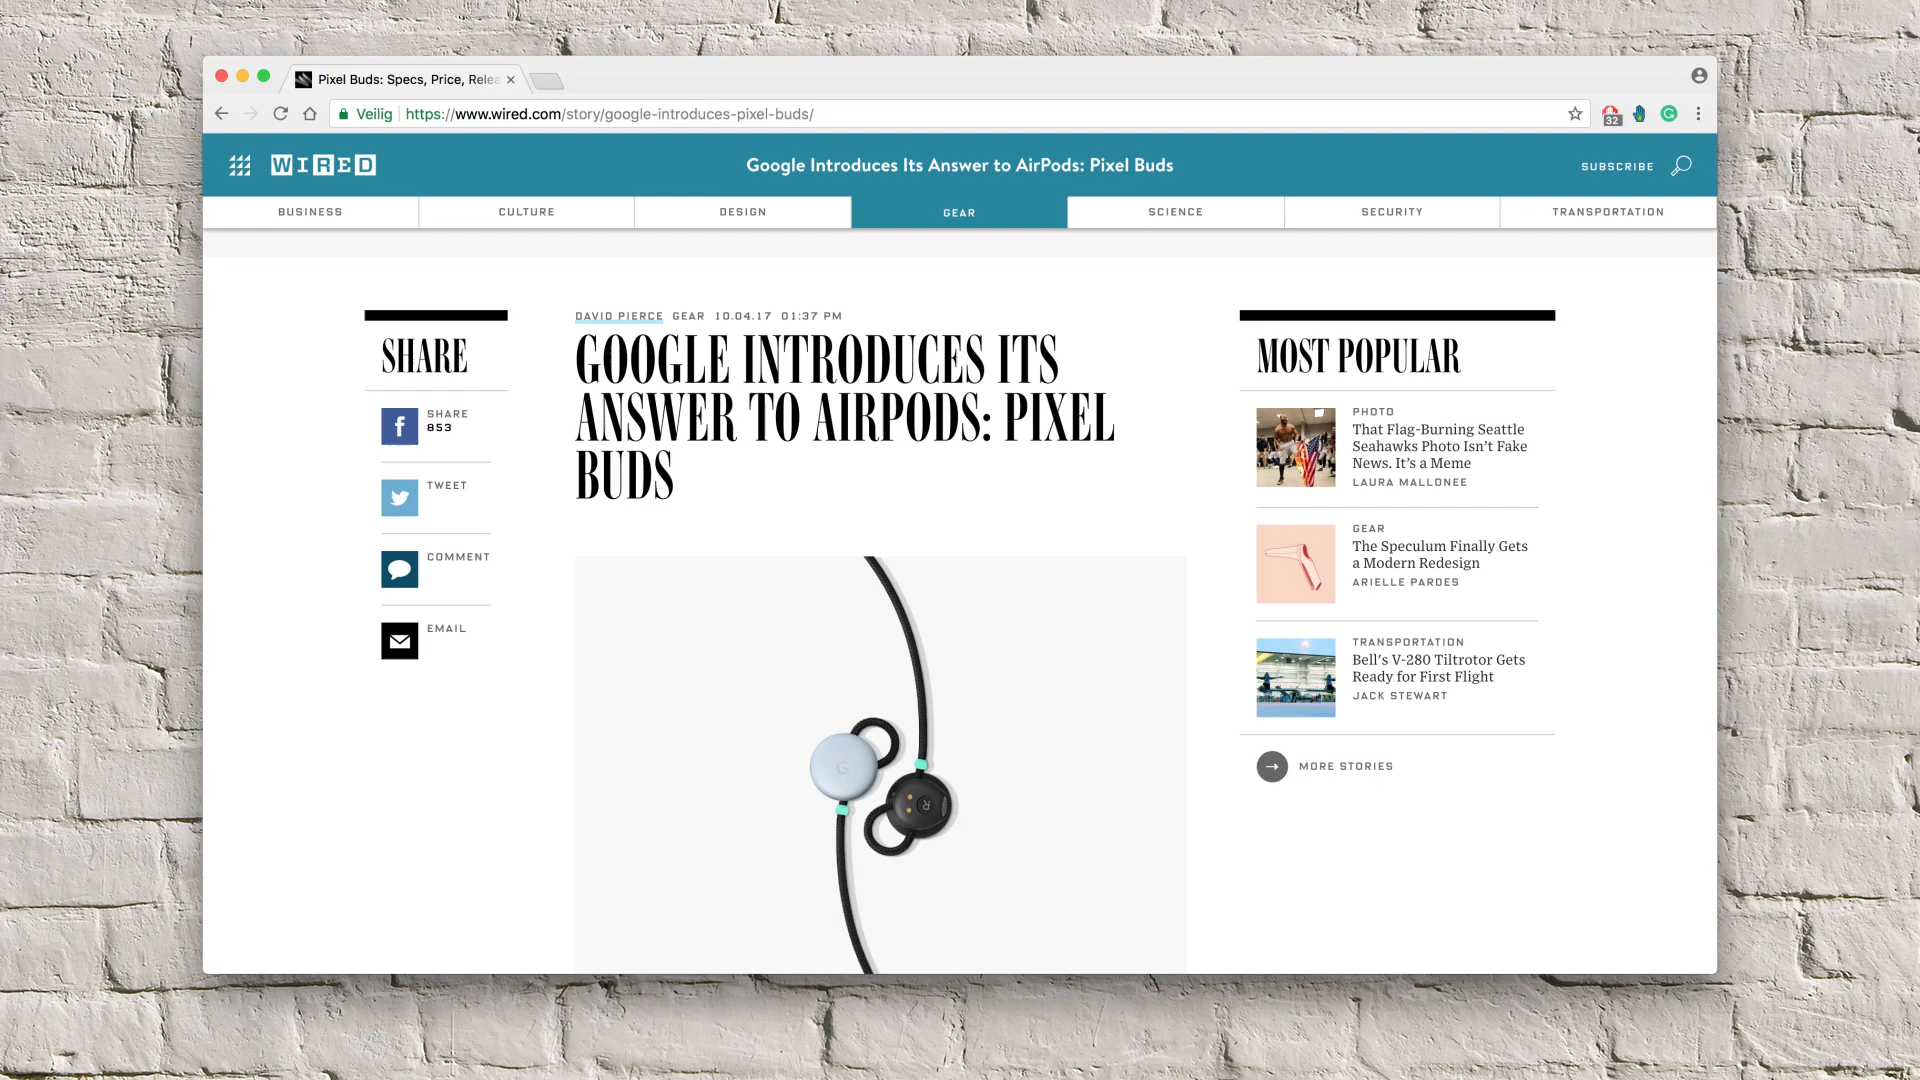 Pixel Buds: Specs, Price, Relea
Veilig https://www.wired.com/story/google-introduces-pixel-buds/
32
WIRED
Google Introduces Its Answer to AirPods: Pixel Buds
SUBSCRIBE
BUSINESS
CULTURE
DESIGN
GEAR
SCIENCE
SECURITY
TRANSPORTATION
SHARE
SHARE
853
TWEET
COMMENT
EMAIL
DAVID PIERCE GEAR 10.04.17 01:37 PM
GOOGLE INTRODUCES ITS
ANSWER TO AIRPODS: PIXEL
BUDS
G
R
MOST POPULAR
PHOTO
That Flag-Burning Seattle
Seahawks Photo Isn't Fake
News. It's a Meme
LAURA MALLONEE
GEAR
The Speculum Finally Gets
a Modern Redesign
ARIELLE PARDES
TRANSPORTATION
Bell's V-280 Tiltrotor Gets
Ready for First Flight
JACK STEWART
MORE STORIES